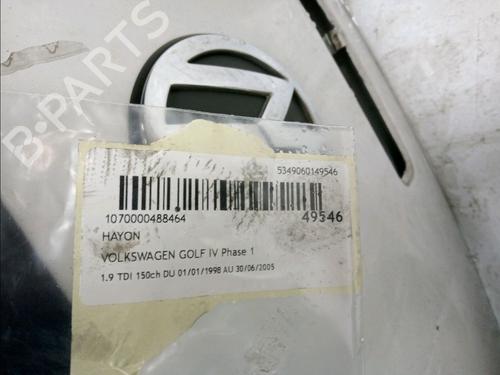 B-PARTS
5349060149546
1070000488464
49546
HAYON
VOLKSWAGEN GOLF IV Phase 1
1.9 TDI 150ch DU 01/01/1998 AU 30/06/2005